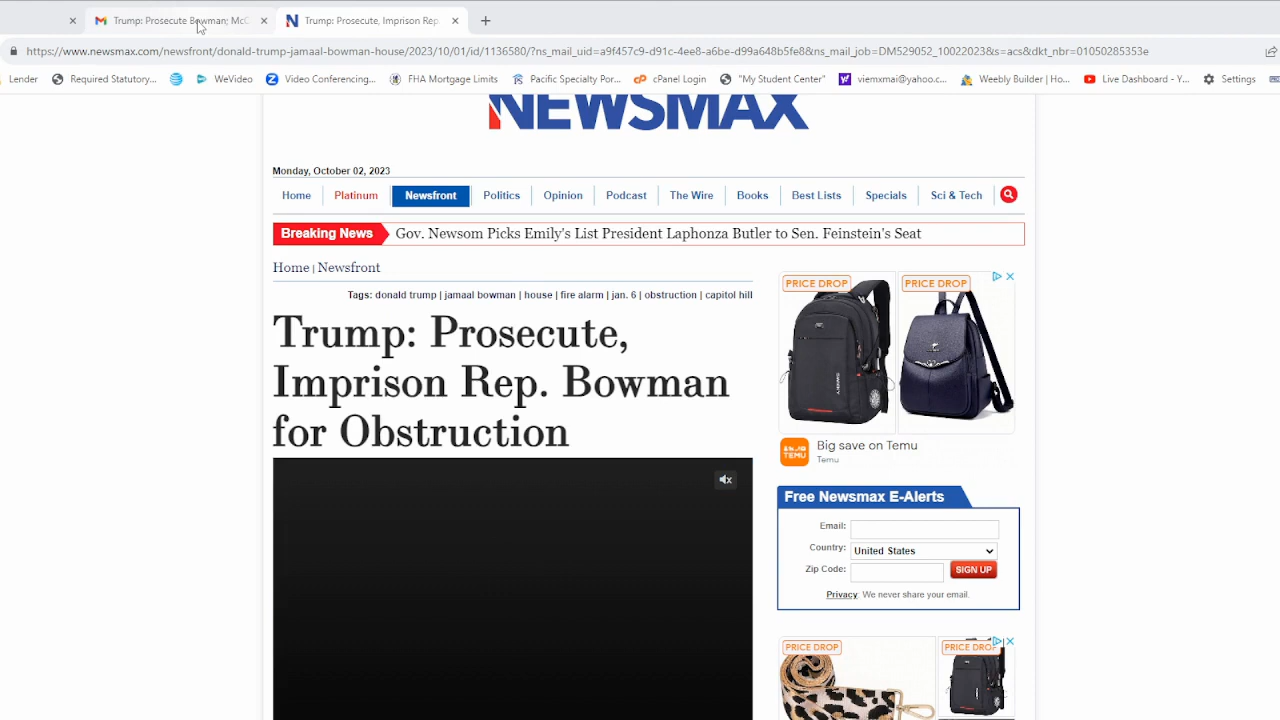 Trump: Prosecute Bowman; McC
Trump: Prosecute, Imprison Rep.
https://www.newsmax.com/newsfront/donald-trump-jamaal-bowman-house/2023/10/01/id/1136580/?ns_mail_uid=a9f457c9-d91c-4ee8-a6be-d99a648b5fe8&ns_mail_job=DM529052_10022023&s=acs&dkt_nbr=01050285353e
Lender Required Statutory... WeVideo Video Conferencing... FHA Mortgage Limits Pacific Specialty Por... cPanel Login "My Student Center" viemxmai@yahoo.c... Weebly Builder | Ho... Live Dashboard - Y... Settings
NEWSMAX
Monday, October 02, 2023
Home Platinum Newsfront Politics Opinion Podcast The Wire Books Best Lists Specials Sci & Tech
Breaking News Gov. Newsom Picks Emily's List President Laphonza Butler to Sen. Feinstein's Seat
Home | Newsfront
Tags: donald trump | jamaal bowman | house | fire alarm | jan. 6 | obstruction | capitol hill
Trump: Prosecute,
Imprison Rep. Bowman
for Obstruction
PRICE DROP PRICE DROP
TEMU
Big save on Temu
Temu
Free Newsmax E-Alerts
Email:
Country: United States
Zip Code: SIGN UP
Privacy We never share your email.
PRICE DROP PRICE DROP